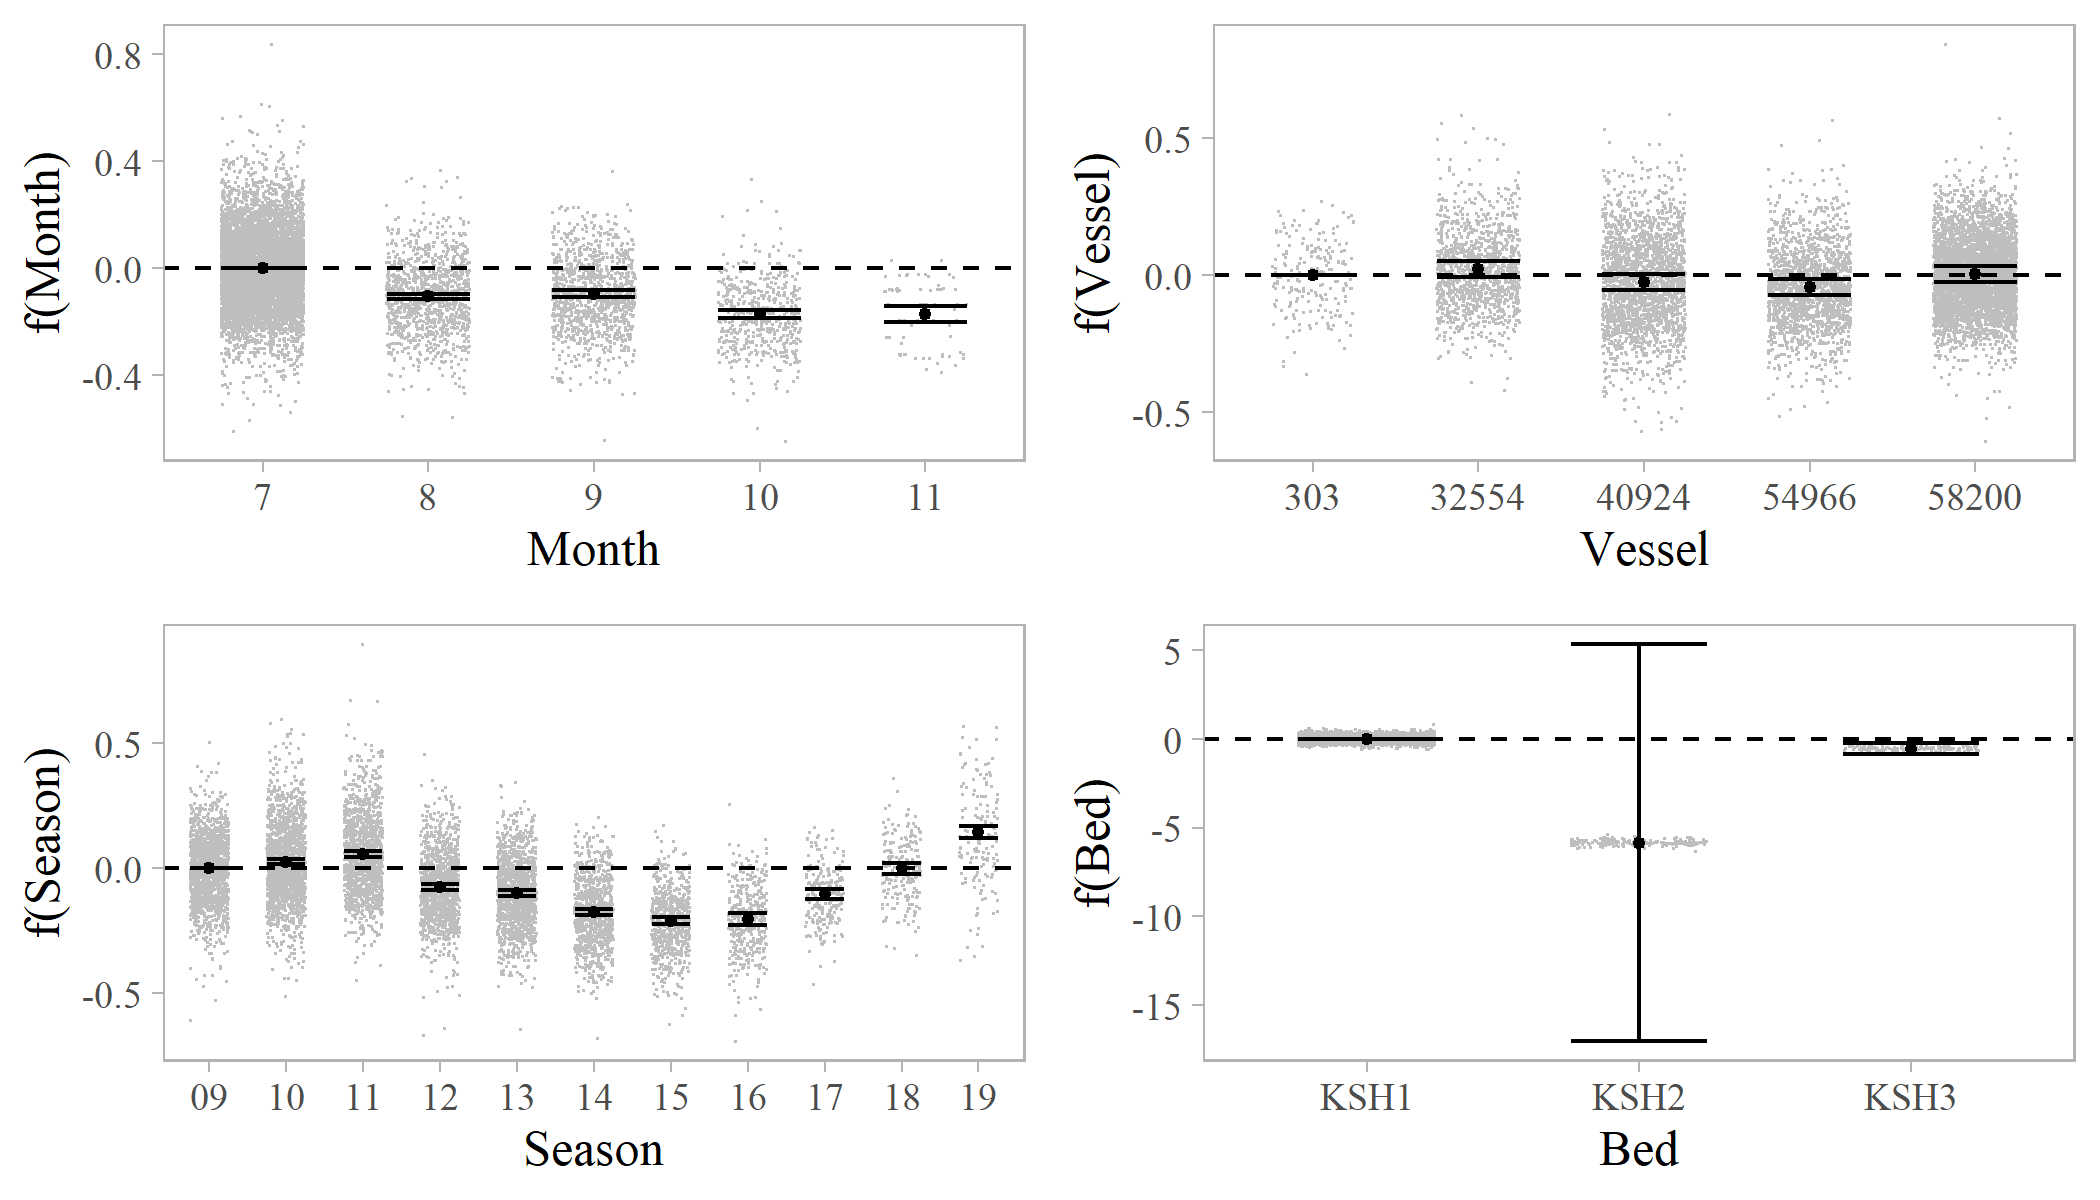 f(Month)
0.8
0.4
0.0
-0.4
7 8 9 10 11
Month
f(Vessel)
0.5
0.0
-0.5
303 32554 40924 54966 58200
Vessel
f(Season)
0.5
0.0
-0.5
09 10 11 12 13 14 15 16 17 18 19
Season
f(Bed)
5
0
-5
-10
-15
KSH1 KSH2 KSH3
Bed